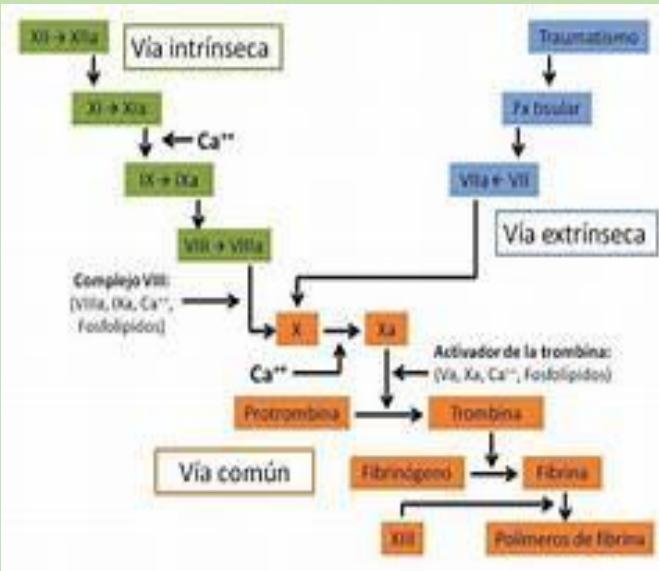 XII → XIIa
Vía intrínseca
Traumatismo
XI → XIa
Fx tisular
Ca⁺⁺
IX → IXa
VIIa ← VII
Vía extrínseca
VIII → VIIIa
Complejo VIII:
(VIIIa, IXa, Ca⁺⁺,
Fosfolípidos)
X
Xa
Ca⁺⁺
Activador de la trombina:
(Va, Xa, Ca⁺⁺, Fosfolípidos)
Protrombina
Trombina
Vía común
Fibrinógeno
Fibrina
XIII
Polímeros de fibrina